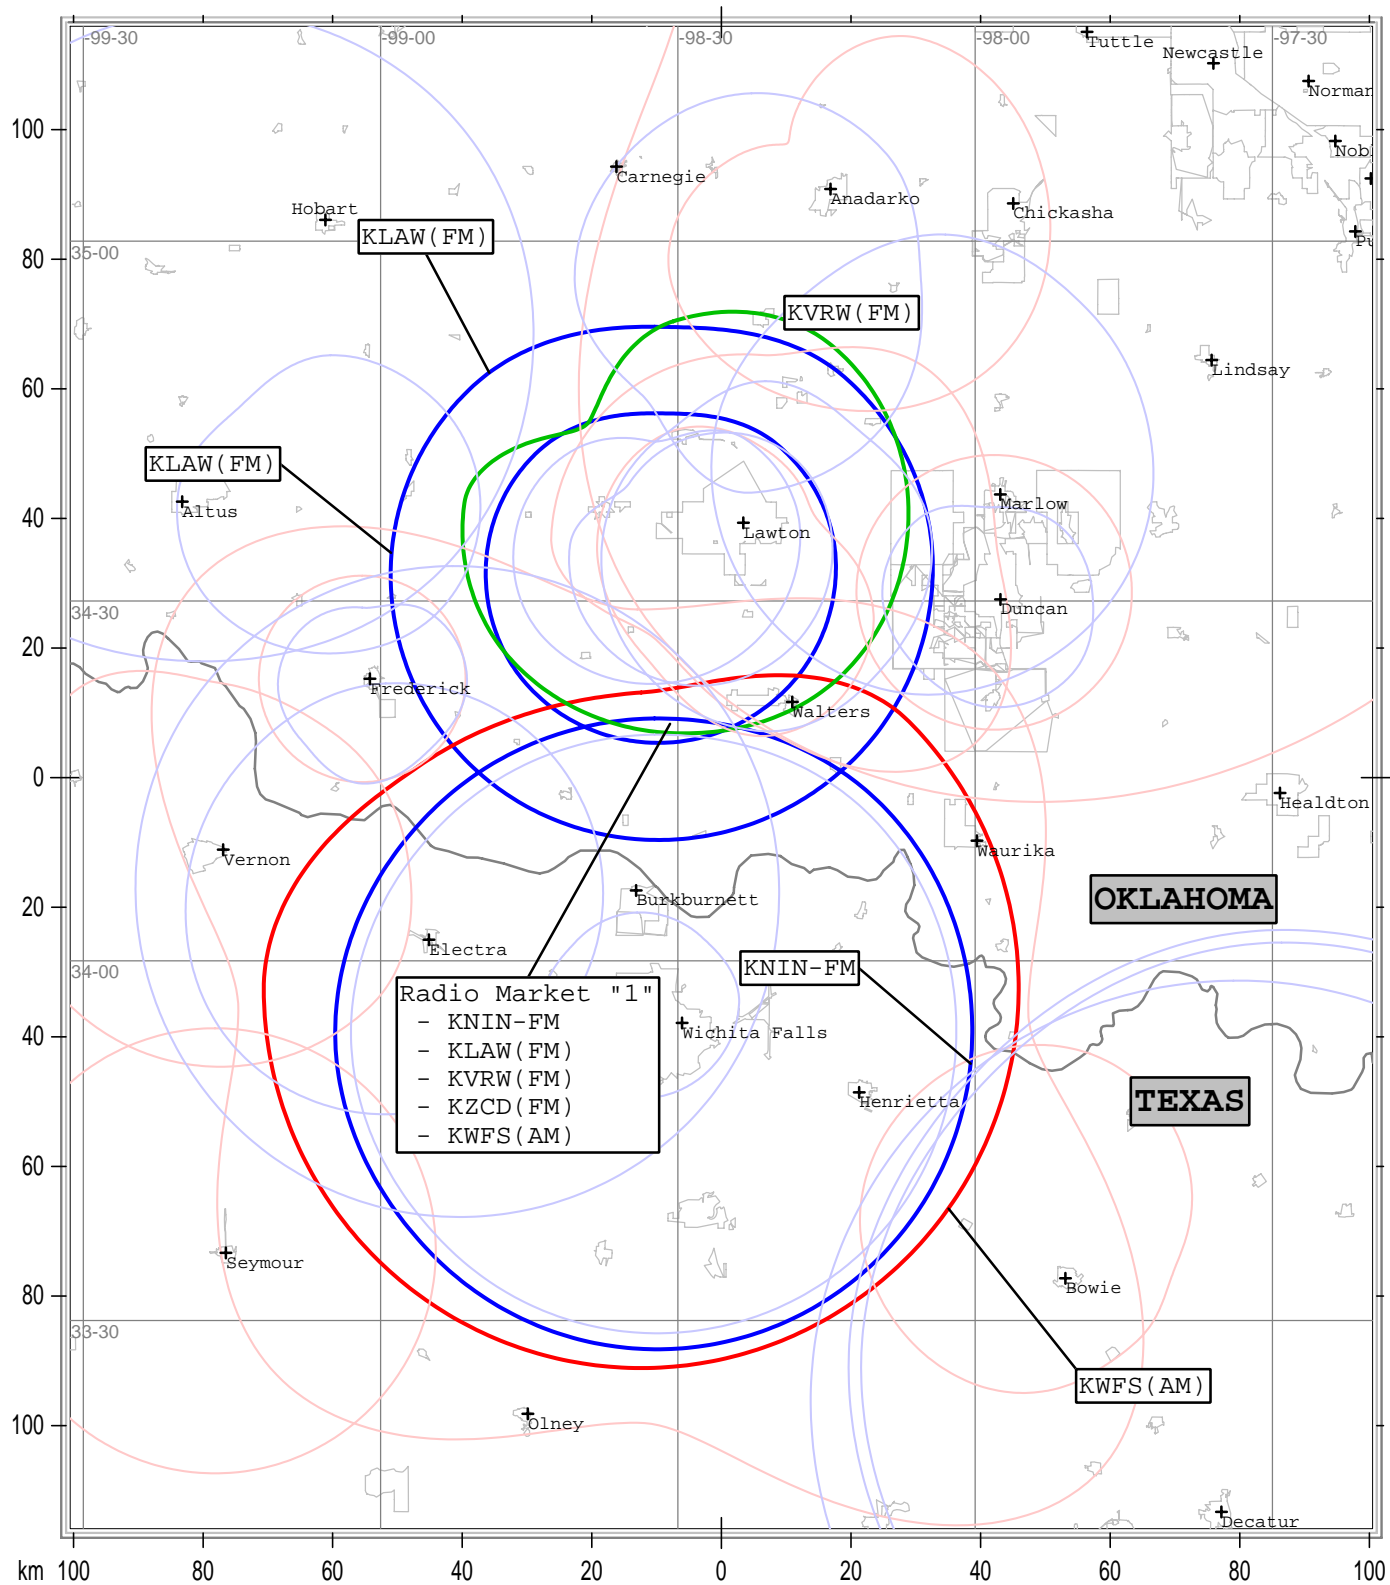 -99-30
-99-00
-98-30
-98-00
-97-30
Tuttle
Newcastle
Norman
Nob
100
Carnegie
Anadarko
Chickasha
Hobart
Pu
KLAW(FM)
35-00
80
KVRW(FM)
Lindsay
60
KLAW(FM)
Altus
Marlow
40
Lawton
34-30
Duncan
20
Frederick
Walters
0
Healdton
Vernon
Waurika
OKLAHOMA
20
Burkburnett
Electra
KNIN-FM
34-00
Radio Market "1"
- KNIN-FM
- KLAW(FM)
- KVRW(FM)
- KZCD(FM)
- KWFS(AM)
Wichita Falls
40
Henrietta
TEXAS
60
Seymour
80
Bowie
33-30
KWFS(AM)
100
Olney
Decatur
km 100 80 60 40 20 0 20 40 60 80 100